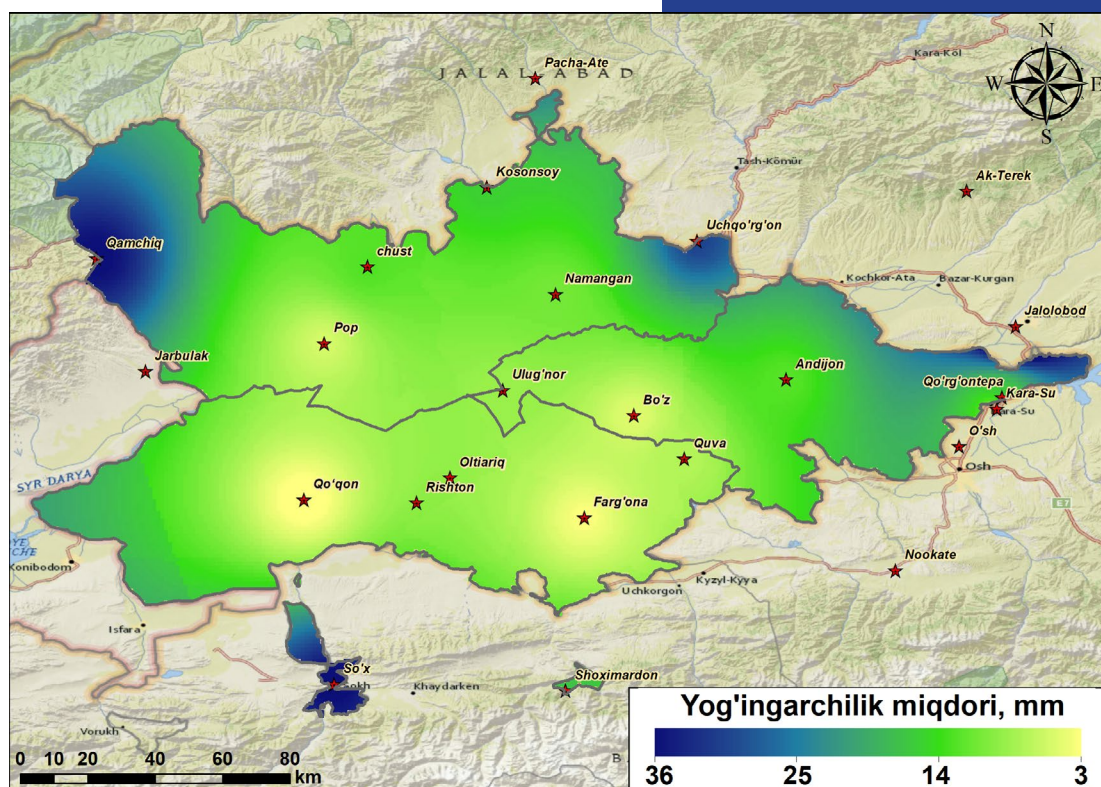 N
W E
S
Pacha-Ate
JALAL-ABAD
Kara-Köl
Tash-Kömür
Ak-Terek
Kosonsoy
Uchqo'rg'on
Qamchiq
chust
Kochkor-Ata
Bazar-Kurgan
Namangan
Jalolobod
Pop
Jarbulak
Ulug'nor
Andijon
Qo'rg'ontepa
Kara-Su
Kara-Su
Bo'z
O'sh
Quva
Osh
Oltiariq
SYR DARYA
Qo'qon
Rishton
Farg'ona
E7
Konibodom
Nookate
Kyzyl-Kyya
Uchkorgon
Isfara
So'x
Shoximardon
Khaydarken
Vorukh
Yog'ingarchilik miqdori, mm
36 25 14 3
0 10 20 40 60 80
km